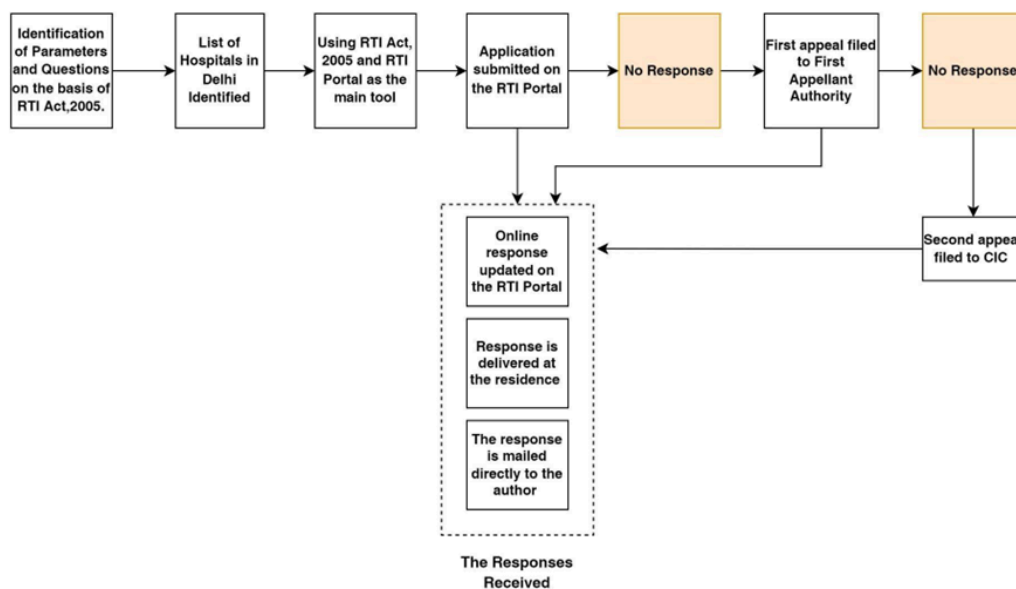 Identification
of Parameters
and Questions
on the basis of
RTI Act,2005.
List of
Hospitals in
Delhi
Identified
Using RTI Act,
2005 and RTI
Portal as the
main tool
Application
submitted on
the RTI Portal
No Response
First appeal filed
to First
Appellant
Authority
No Response
Second appeal
filed to CIC
Online
response
updated on
the RTI Portal
Response is
delivered at
the residence
The response
is mailed
directly to the
author
The Responses
Received